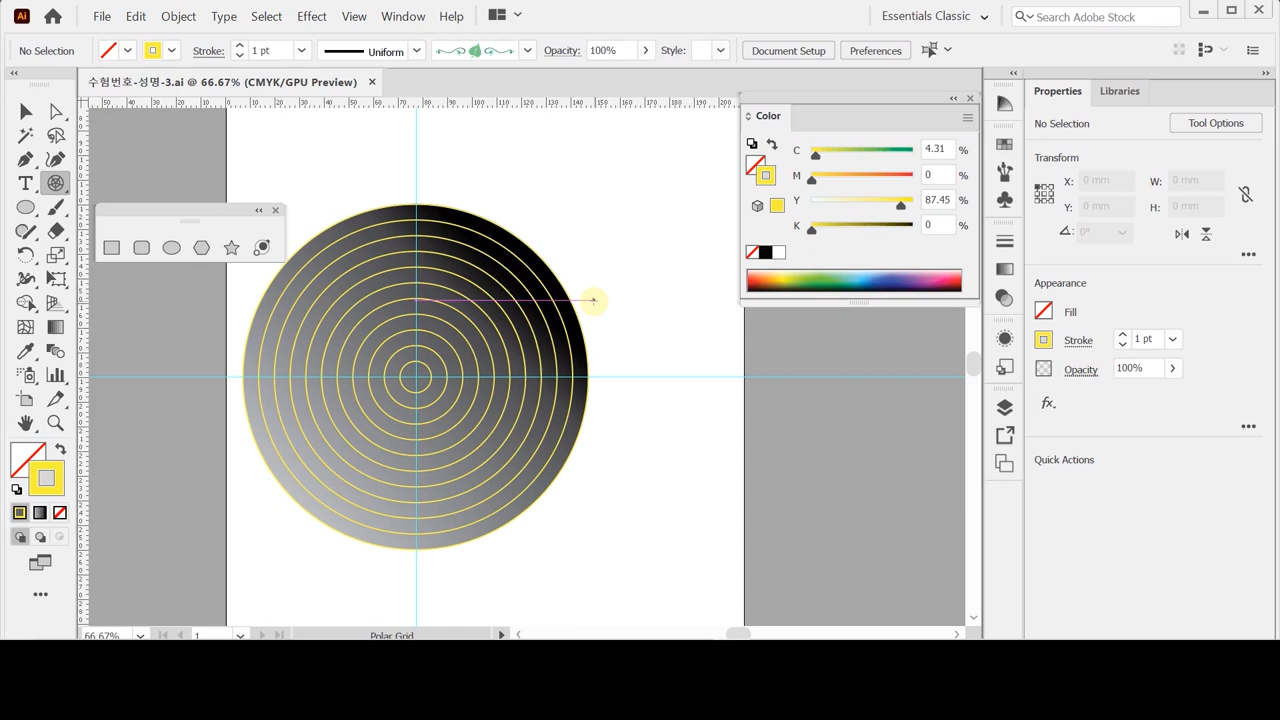 Ai File Edit Object Type Select Effect View Window Help Essentials Classic Search Adobe Stock
No Selection Stroke: 1 pt Uniform Opacity: 100% Style: Document Setup Preferences
수험번호-성명-3.ai @ 66.67% (CMYK/GPU Preview)
Color
C 4.31 %
M 0 %
Y 87.45 %
K 0 %
Properties Libraries
No Selection Tool Options
Transform
X: 0 mm W: 0 mm
Y: 0 mm H: 0 mm
0°
Appearance
Fill
Stroke 1 pt
Opacity 100%
fx.
Quick Actions
66.67% 1 Polar Grid